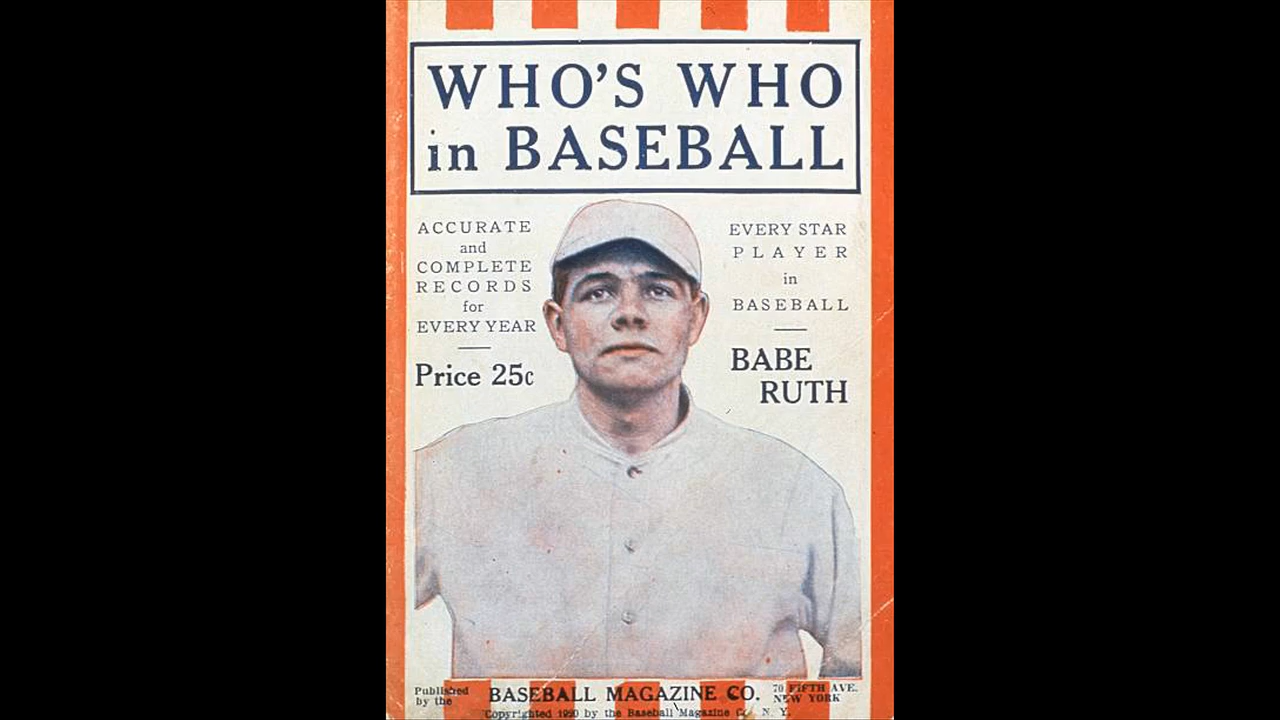 WHO'S WHO
in BASEBALL
ACCURATE
and
COMPLETE
RECORDS
for
EVERY YEAR
Price 25c
EVERY STAR
PLAYER
in
BASEBALL
BABE
RUTH
Published
by the
BASEBALL MAGAZINE CO.
70 FIFTH AVE.
NEW YORK
Copyrighted 1920 by the Baseball Magazine Co. N. Y.